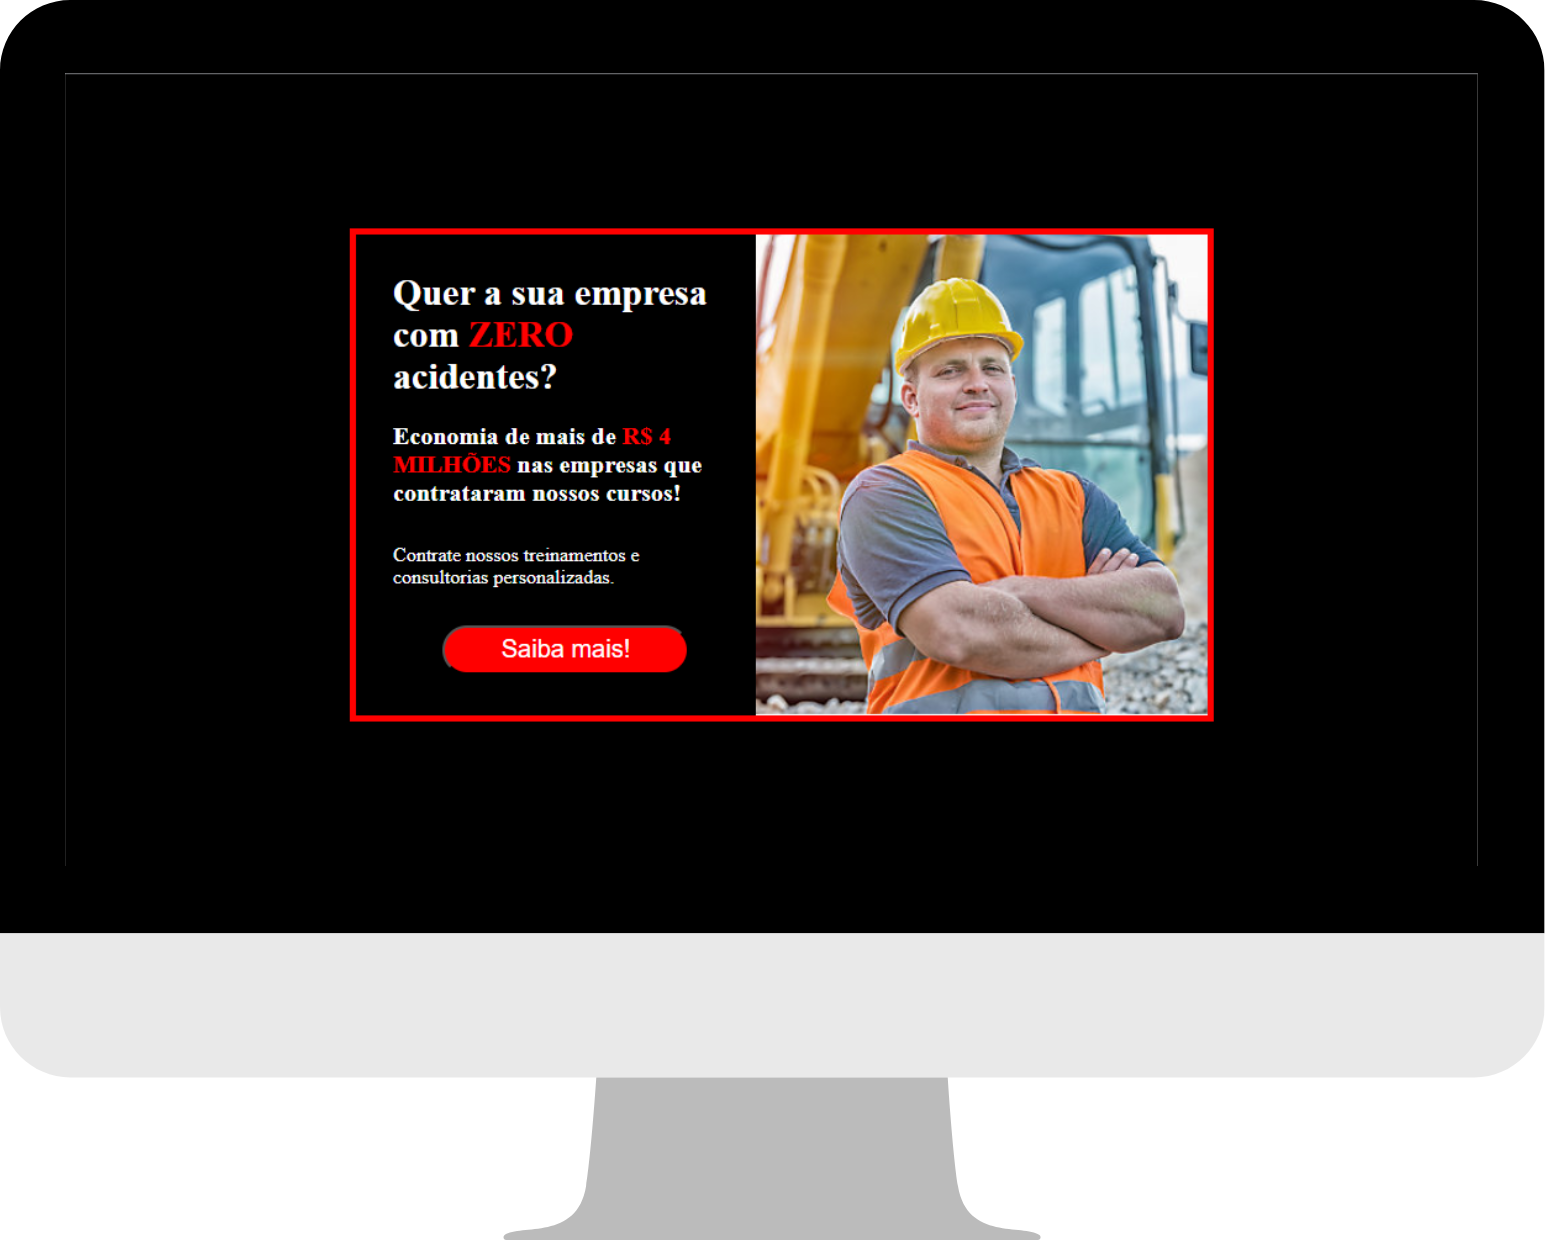 Quer a sua empresa
com ZERO
acidentes?
Economia de mais de R$ 4
MILHÕES nas empresas que
contrataram nossos cursos!
Contrate nossos treinamentos e
consultorias personalizadas.
Saiba mais!